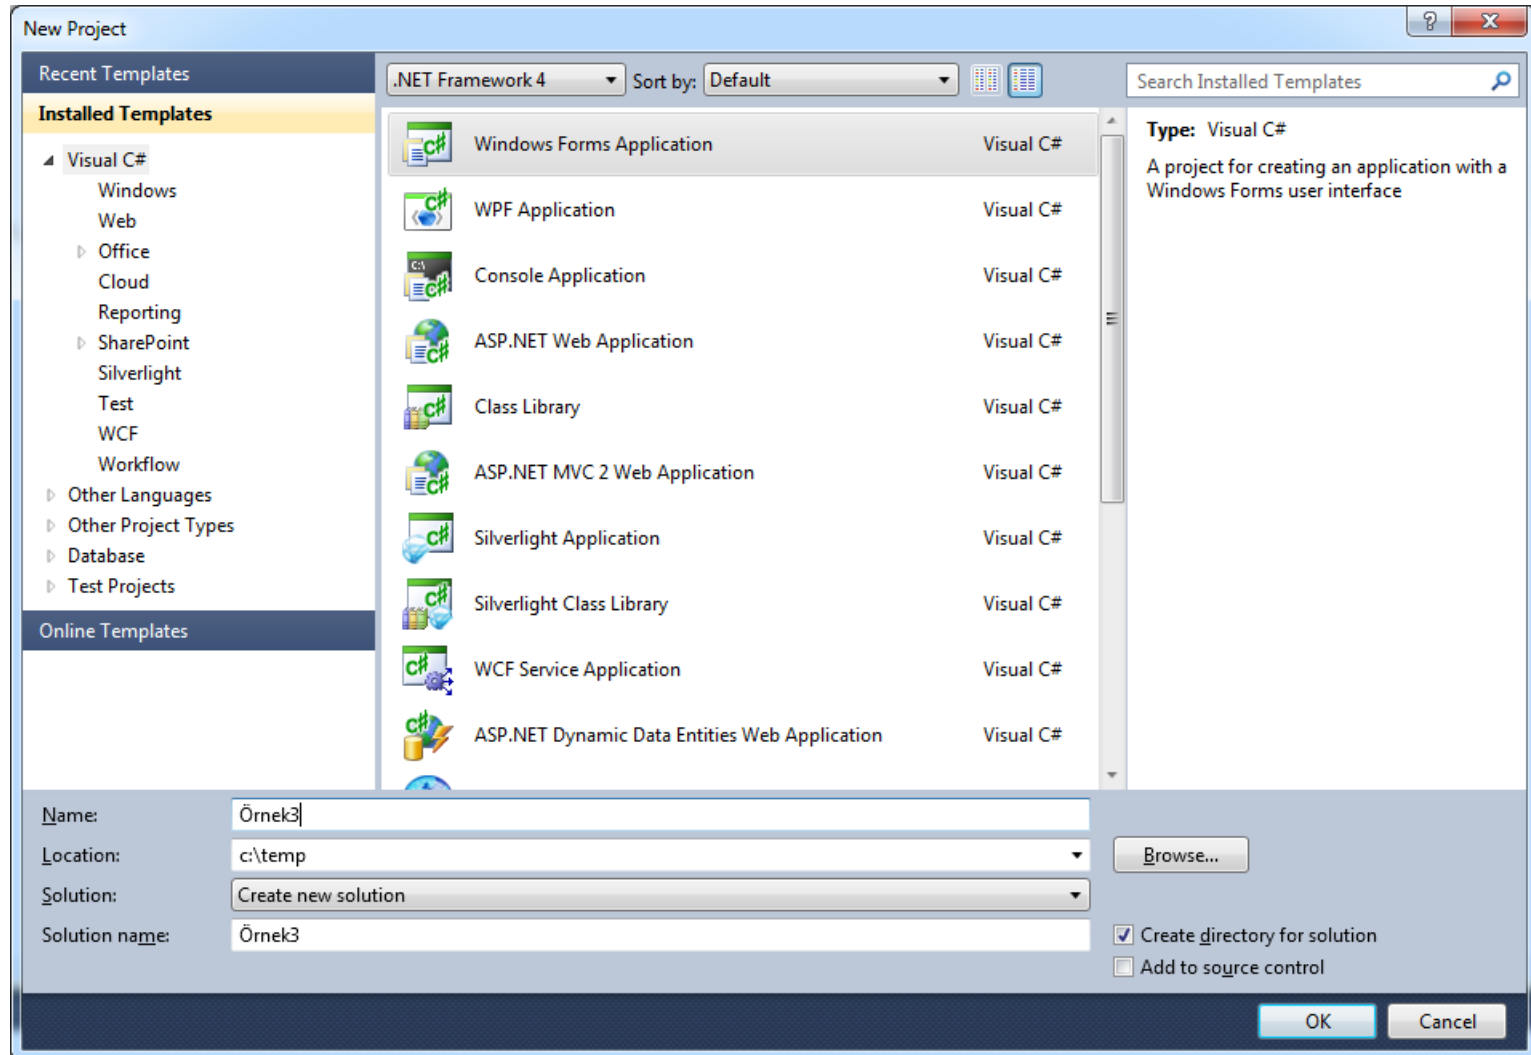 New Project
Recent Templates
Installed Templates
Visual C#
Windows
Web
Office
Cloud
Reporting
SharePoint
Silverlight
Test
WCF
Workflow
Other Languages
Other Project Types
Database
Test Projects
Online Templates
.NET Framework 4 Sort by: Default
Windows Forms Application Visual C#
WPF Application Visual C#
Console Application Visual C#
ASP.NET Web Application Visual C#
Class Library Visual C#
ASP.NET MVC 2 Web Application Visual C#
Silverlight Application Visual C#
Silverlight Class Library Visual C#
WCF Service Application Visual C#
ASP.NET Dynamic Data Entities Web Application Visual C#
Search Installed Templates
Type: Visual C#
A project for creating an application with a
Windows Forms user interface
Name: Örnek3
Location: c:\temp Browse...
Solution: Create new solution
Solution name: Örnek3
Create directory for solution
Add to source control
OK Cancel